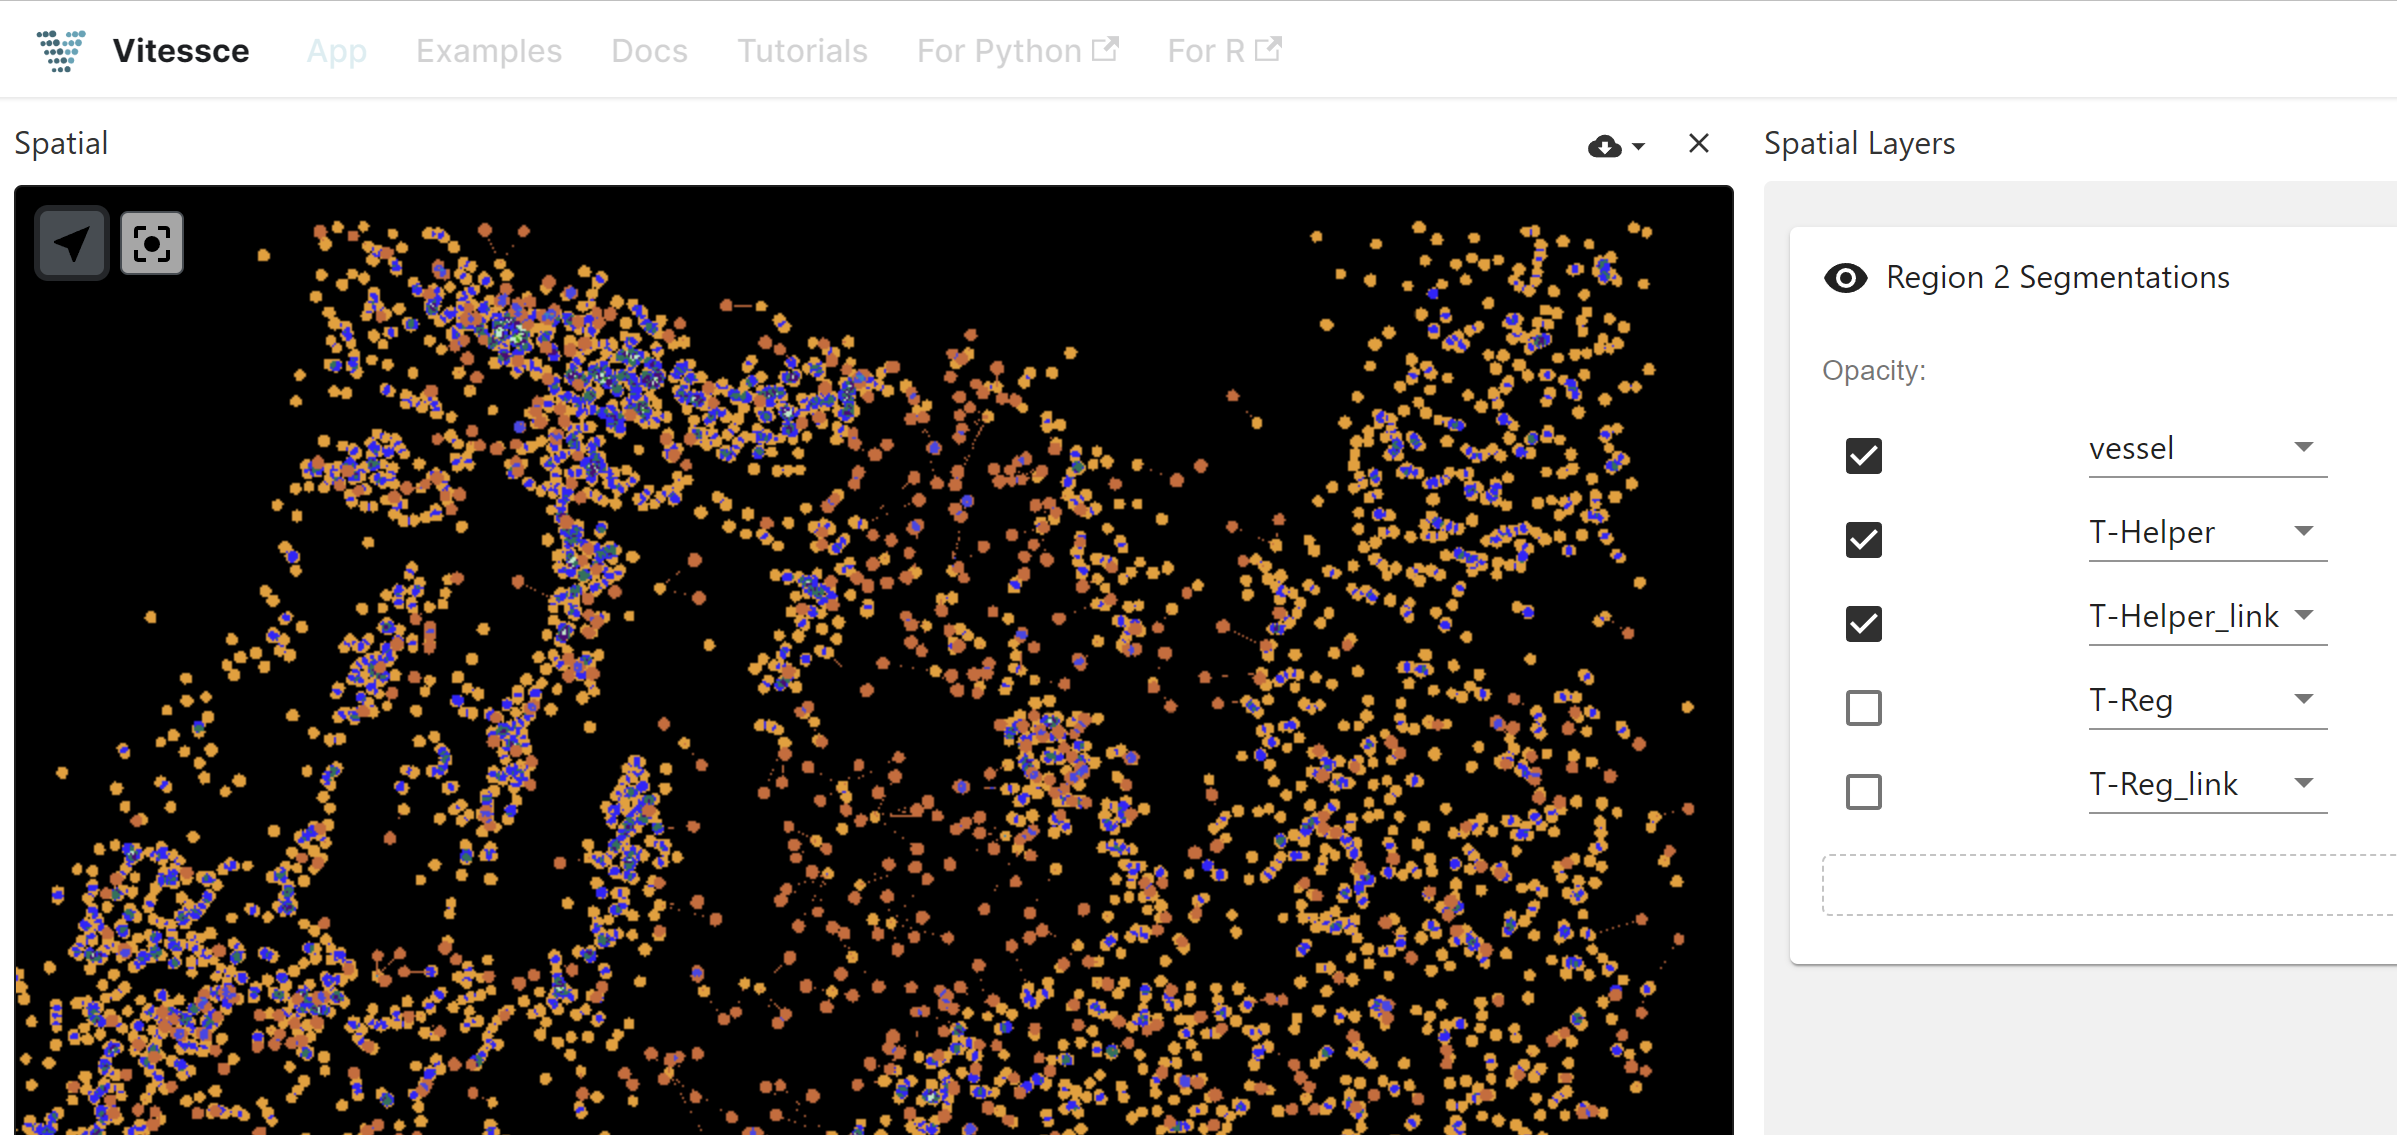 Vitessce App Examples Docs Tutorials For Python For R
Spatial
Spatial Layers
Region 2 Segmentations
Opacity:
vessel
T-Helper
T-Helper_link
T-Reg
T-Reg_link